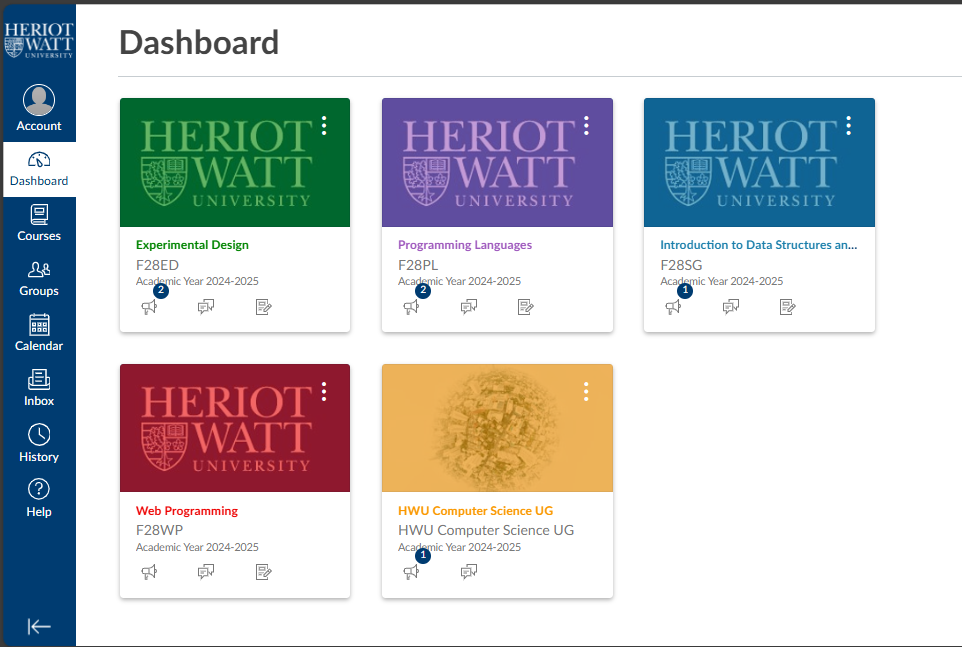 HERIOT
WATT
UNIVERSITY
Account
Dashboard
Courses
Groups
Calendar
Inbox
History
Help
Dashboard
HERIOT
WATT
UNIVERSITY
Experimental Design
F28ED
Academic Year 2024-2025
2
HERIOT
WATT
UNIVERSITY
Programming Languages
F28PL
Academic Year 2024-2025
2
HERIOT
WATT
UNIVERSITY
Introduction to Data Structures an...
F28SG
Academic Year 2024-2025
1
HERIOT
WATT
UNIVERSITY
Web Programming
F28WP
Academic Year 2024-2025
HWU Computer Science UG
HWU Computer Science UG
Academic Year 2024-2025
1